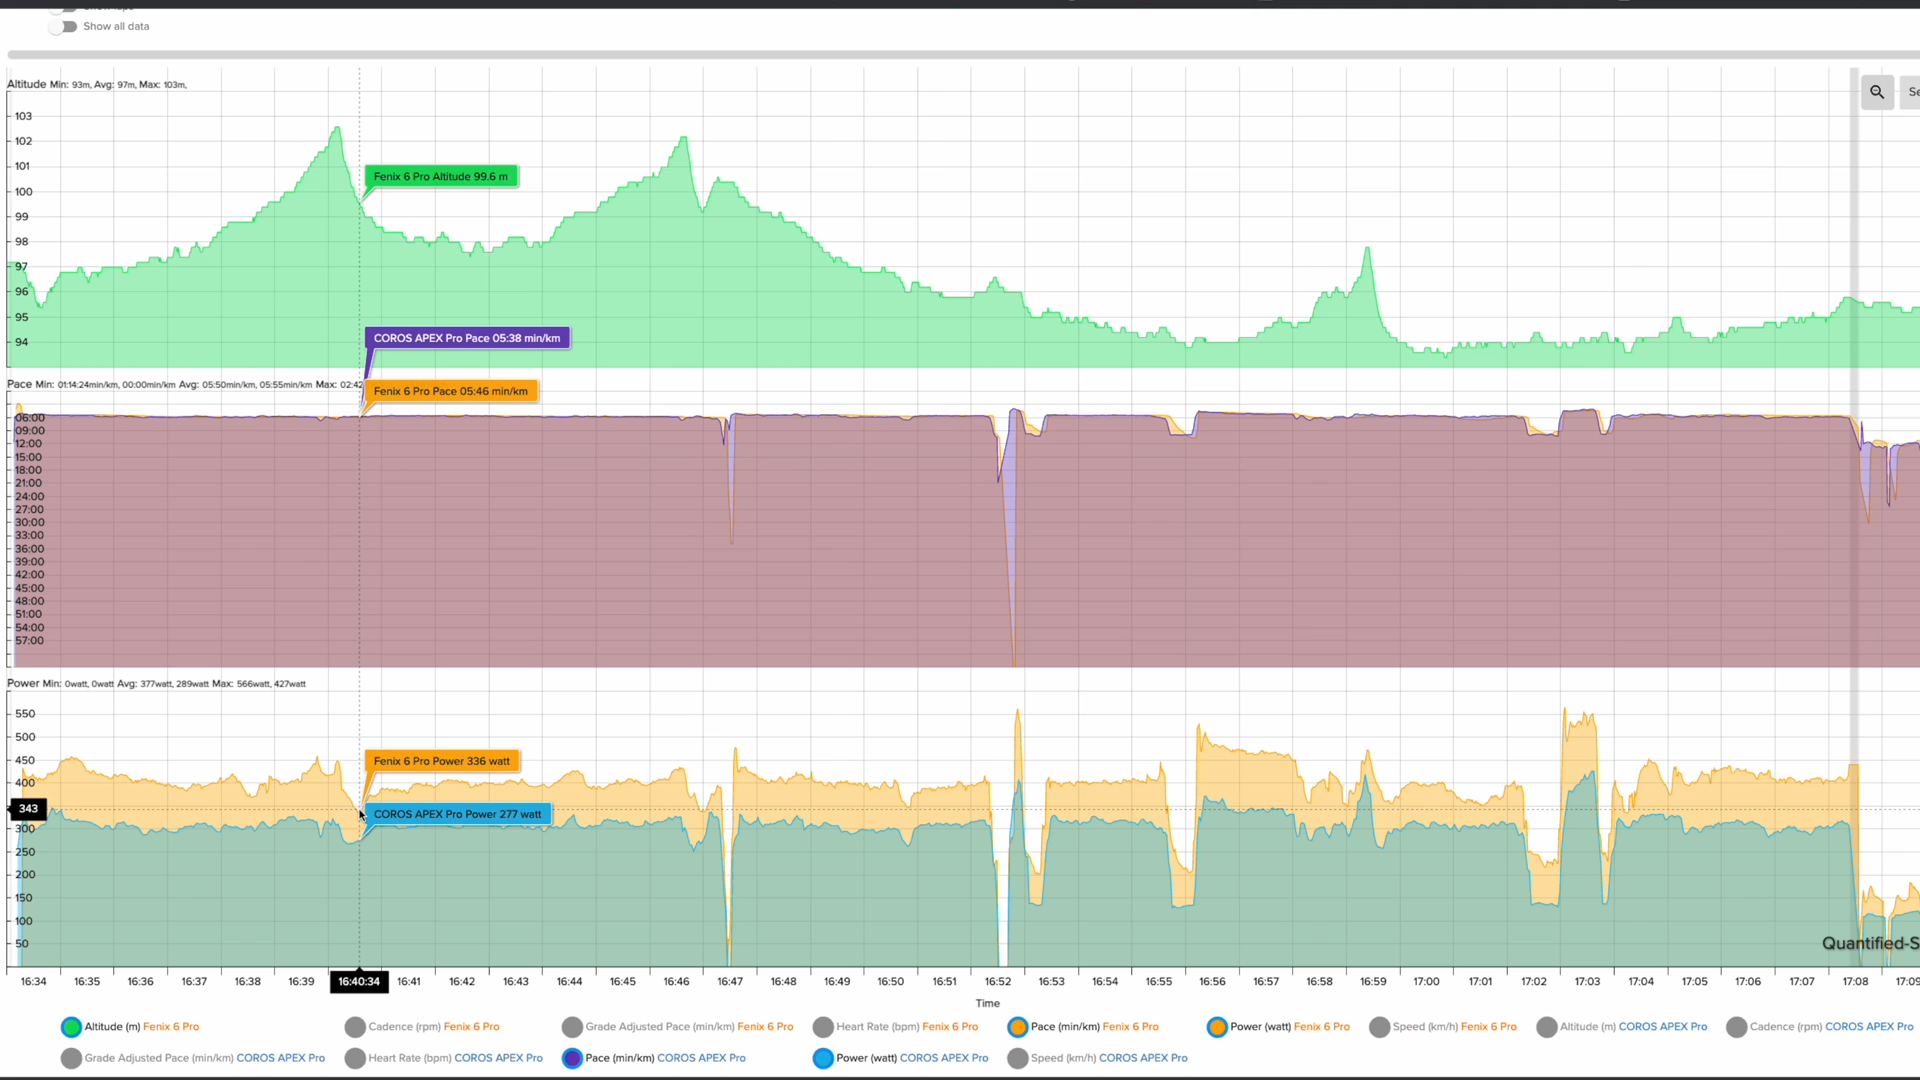 Show all data
Altitude Min: 93m, Avg: 97m, Max: 103m,
Se
103
102
101
100
99
98
97
96
95
94
Fenix 6 Pro Altitude 99.6 m
COROS APEX Pro Pace 05:38 min/km
Pace Min: 01:14:24min/km, 00:00min/km Avg: 05:50min/km, 05:55min/km Max: 02:42
Fenix 6 Pro Pace 05:46 min/km
06:00
09:00
12:00
15:00
18:00
21:00
24:00
27:00
30:00
33:00
36:00
39:00
42:00
45:00
48:00
51:00
54:00
57:00
Power Min: 0watt, 0watt Avg: 377watt, 289watt Max: 566watt, 427watt
550
500
450
400
343
300
250
200
150
100
50
Fenix 6 Pro Power 336 watt
COROS APEX Pro Power 277 watt
Quantified-S
16:34 16:35 16:36 16:37 16:38 16:39 16:40:34 16:41 16:42 16:43 16:44 16:45 16:46 16:47 16:48 16:49 16:50 16:51 16:52 16:53 16:54 16:55 16:56 16:57 16:58 16:59 17:00 17:01 17:02 17:03 17:04 17:05 17:06 17:07 17:08 17:09
Time
Altitude (m) Fenix 6 Pro Cadence (rpm) Fenix 6 Pro Grade Adjusted Pace (min/km) Fenix 6 Pro Heart Rate (bpm) Fenix 6 Pro Pace (min/km) Fenix 6 Pro Power (watt) Fenix 6 Pro Speed (km/h) Fenix 6 Pro Altitude (m) COROS APEX Pro Cadence (rpm) COROS APEX Pro
Grade Adjusted Pace (min/km) COROS APEX Pro Heart Rate (bpm) COROS APEX Pro Pace (min/km) COROS APEX Pro Power (watt) COROS APEX Pro Speed (km/h) COROS APEX Pro